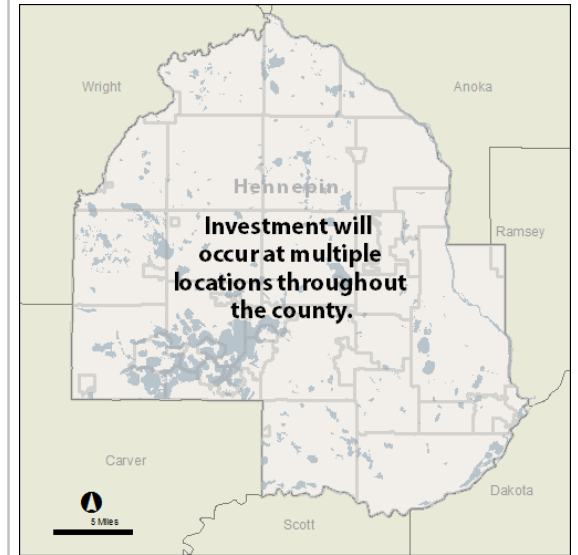 Wright
Anoka
Hennepin
Ramsey
Investment will
occur at multiple
locations throughout
the county.
Carver
Dakota
5 Miles
Scott